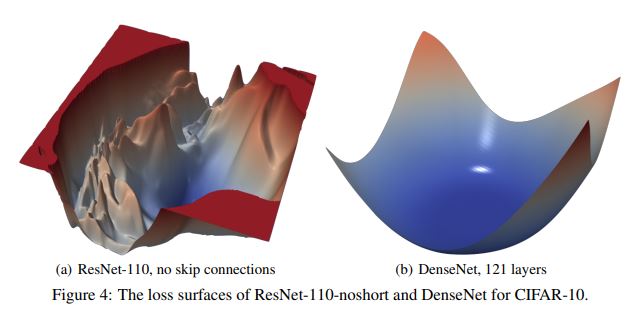 (a) ResNet-110, no skip connections
(b) DenseNet, 121 layers
Figure 4: The loss surfaces of ResNet-110-noshort and DenseNet for CIFAR-10.